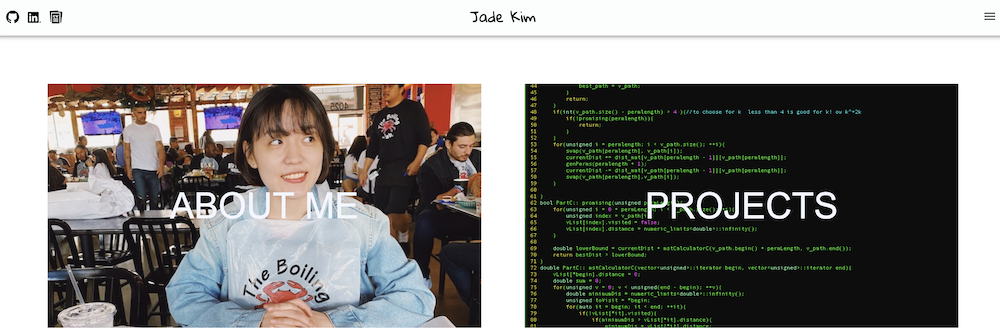 in
Jade Kim
4025
The Boiling
ABOUT ME
PROJECTS
44 best_path = v_path;
45 }
46 return;
47 }
48 if(int(v_path.size() - permLength) > 4 ){//to choose for k less than 4 is good for k! ov k^2
49 if(!promising(permLength)){
50 return;
51 }
52 }
53 for(unsigned i = permLength; i < v_path.size(); ++i){
54 swap(v_path[permLength], v_path[i]);
55 currentDist += dist_mat[v_path[permLength - 1]][v_path[permLength]];
56 genPerms(permLength + 1);
57 currentDist -= dist_mat[v_path[permLength - 1]][v_path[permLength]];
58 swap(v_path[permLength],v_path[i]);
59 }
60
61 }
62 bool PartC:: promising(unsigned
63 for(unsigned i = 0
64 unsigned index = v_path[i];
65 vList[index].visited = false;
66 vList[index].distance = numeric_limits<double>::infinity();
67 }
68
69 double lowerBound = currentDist + mstCalculatorC(v_path.begin() + permLength, v_path.end());
70 return bestDist > lowerBound;
71 }
72 double PartC:: mstCalculatorC(vector<unsigned>::iterator begin, vector<unsigned>::iterator end){
73 vList[*begin].distance = 0;
74 double sum = 0;
75 for(unsigned v = 0; v < unsigned(end - begin); ++v){
76 double minimumDis = numeric_limits<double>::infinity();
77 unsigned toVisit = *begin;
78 for(auto it = begin; it < end; ++it){
79 if(!vList[*it].visited){
80 if(minimumDis > vList[*it].distance){
81 minimumDis = vList[*it].distance;